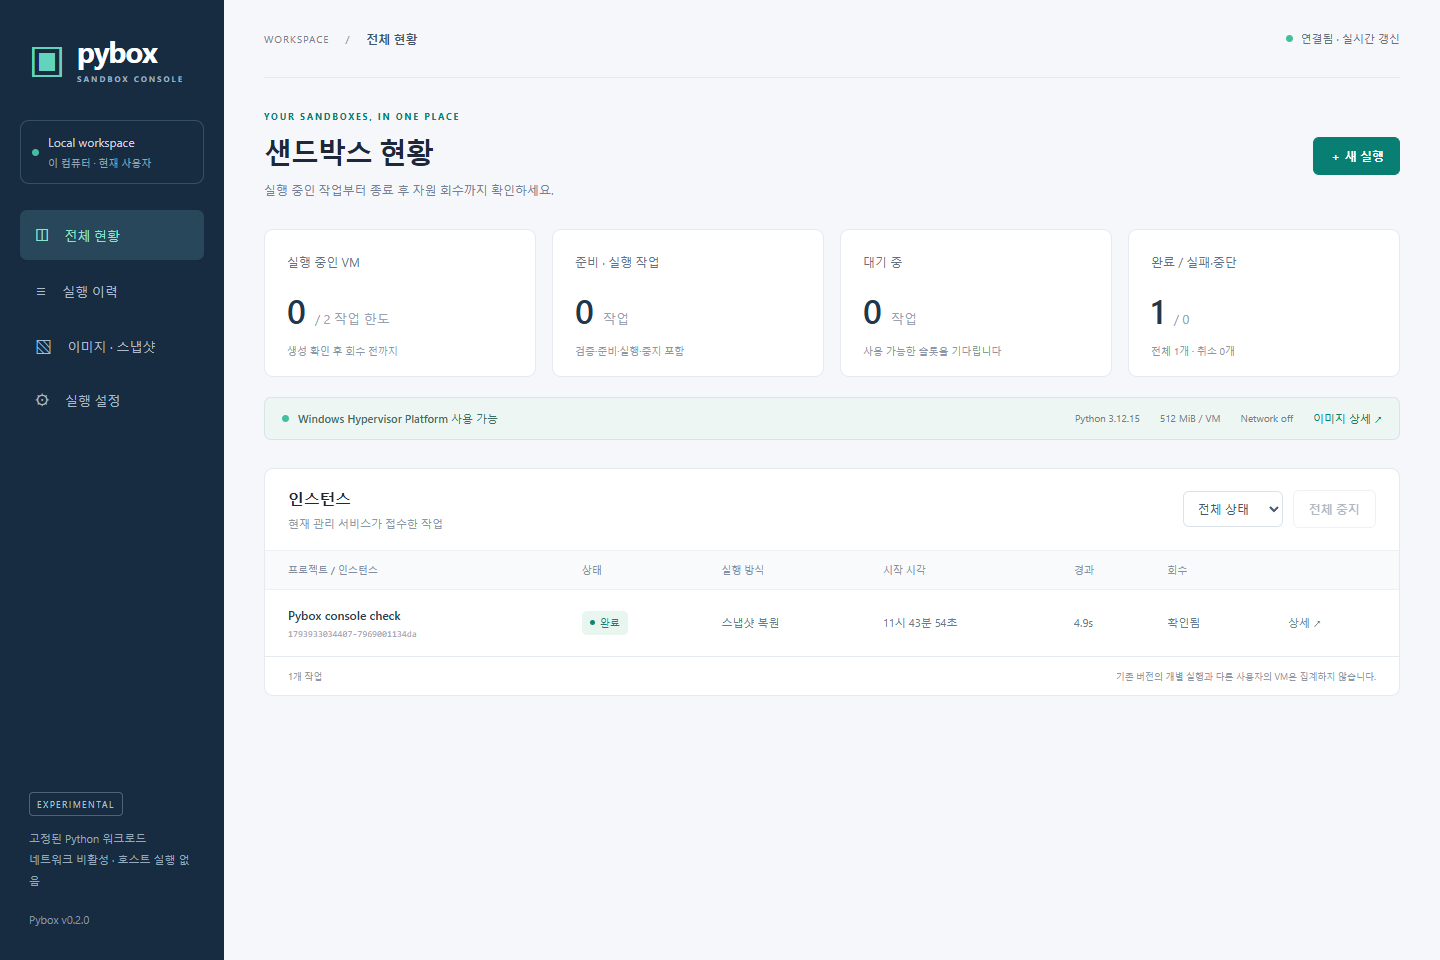 pybox
SANDBOX CONSOLE
Local workspace
이 컴퓨터 · 현재 사용자
전체 현황
실행 이력
이미지 · 스냅샷
실행 설정
EXPERIMENTAL
고정된 Python 워크로드
네트워크 비활성 · 호스트 실행 없
음
Pybox v0.2.0
WORKSPACE / 전체 현황
연결됨 · 실시간 갱신
YOUR SANDBOXES, IN ONE PLACE
샌드박스 현황
실행 중인 작업부터 종료 후 자원 회수까지 확인하세요.
+ 새 실행
실행 중인 VM
0 / 2 작업 한도
생성 확인 후 회수 전까지
준비 · 실행 작업
0 작업
검증·준비·실행·중지 포함
대기 중
0 작업
사용 가능한 슬롯을 기다립니다
완료 / 실패·중단
1 / 0
전체 1개 · 취소 0개
Windows Hypervisor Platform 사용 가능
Python 3.12.15 512 MiB / VM Network off 이미지 상세 ↗
인스턴스
현재 관리 서비스가 접수한 작업
전체 상태
전체 중지
프로젝트 / 인스턴스 상태 실행 방식 시작 시각 경과 회수
Pybox console check
1793933034407-7969001134da
완료 스냅샷 복원 11시 43분 54초 4.9s 확인됨 상세 ↗
1개 작업
기존 버전의 개별 실행과 다른 사용자의 VM은 집계하지 않습니다.